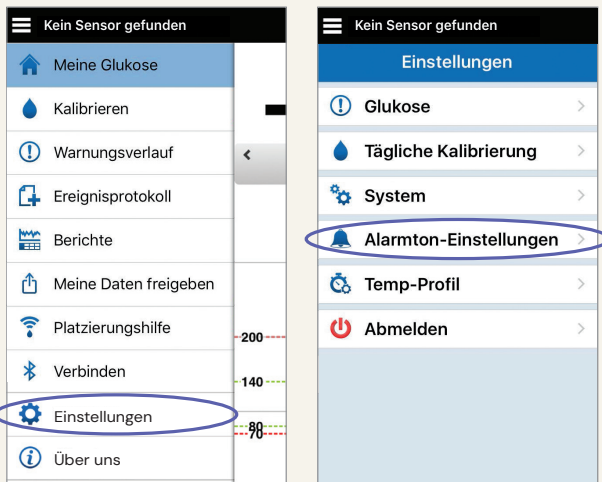 Kein Sensor gefunden
Meine Glukose
Kalibrieren
Warnungsverlauf
Ereignisprotokoll
Berichte
Meine Daten freigeben
Platzierungshilfe
Verbinden
Einstellungen
Über uns
200
140
80
70
Kein Sensor gefunden
Einstellungen
Glukose
Tägliche Kalibrierung
System
Alarmton-Einstellungen
Temp-Profil
Abmelden